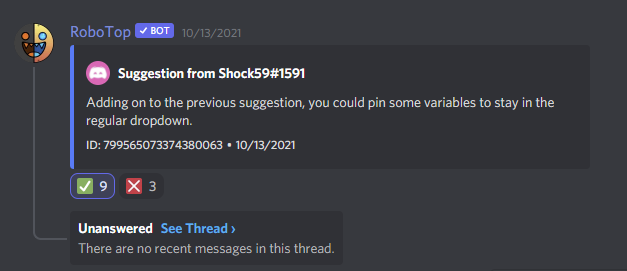 RoboTop ✓ BOT 10/13/2021
Suggestion from Shock59#1591
Adding on to the previous suggestion, you could pin some variables to stay in the
regular dropdown.
ID: 799565073374380063 • 10/13/2021
✅ 9 ❌ 3
Unanswered See Thread ›
There are no recent messages in this thread.